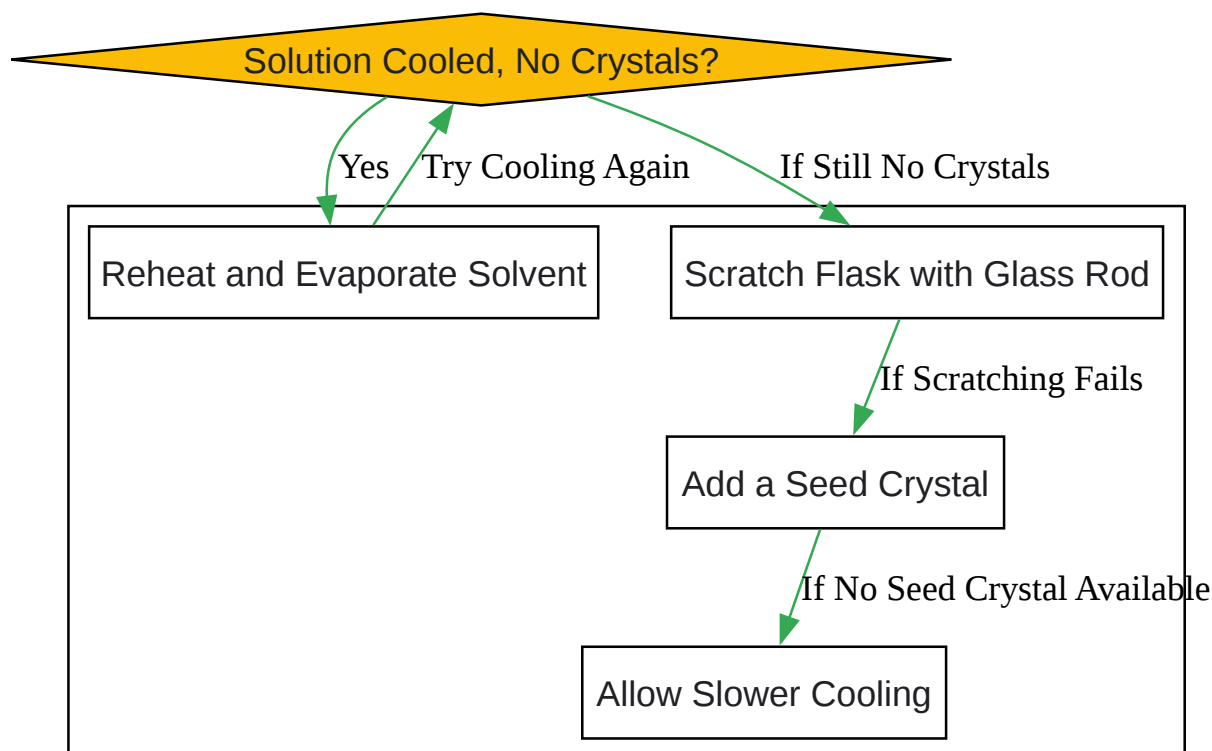 Solution Cooled, No Crystals?
Yes
Try Cooling Again
If Still No Crystals
Reheat and Evaporate Solvent
Scratch Flask with Glass Rod
If Scratching Fails
Add a Seed Crystal
If No Seed Crystal Available
Allow Slower Cooling